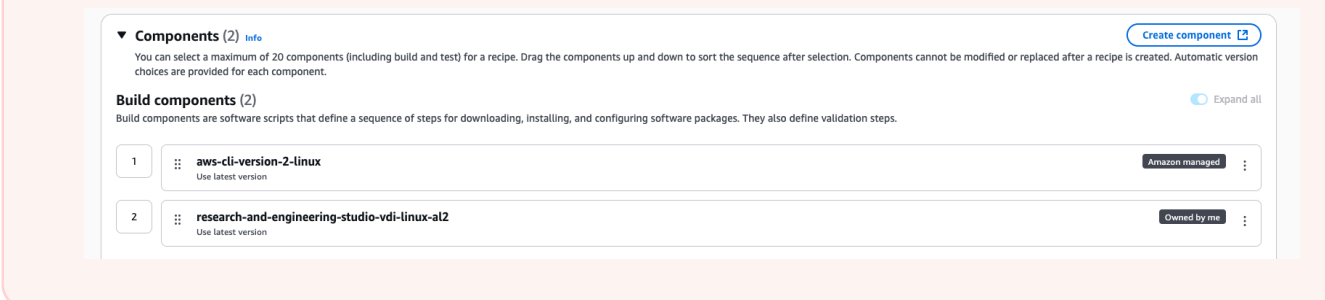 Components (2) Info
Create component
You can select a maximum of 20 components (including build and test) for a recipe. Drag the components up and down to sort the sequence after selection. Components cannot be modified or replaced after a recipe is created. Automatic version
choices are provided for each component.
Build components (2)
Expand all
Build components are software scripts that define a sequence of steps for downloading, installing, and configuring software packages. They also define validation steps.
1
aws-cli-version-2-linux
Amazon managed
Use latest version
2
research-and-engineering-studio-vdi-linux-al2
Owned by me
Use latest version